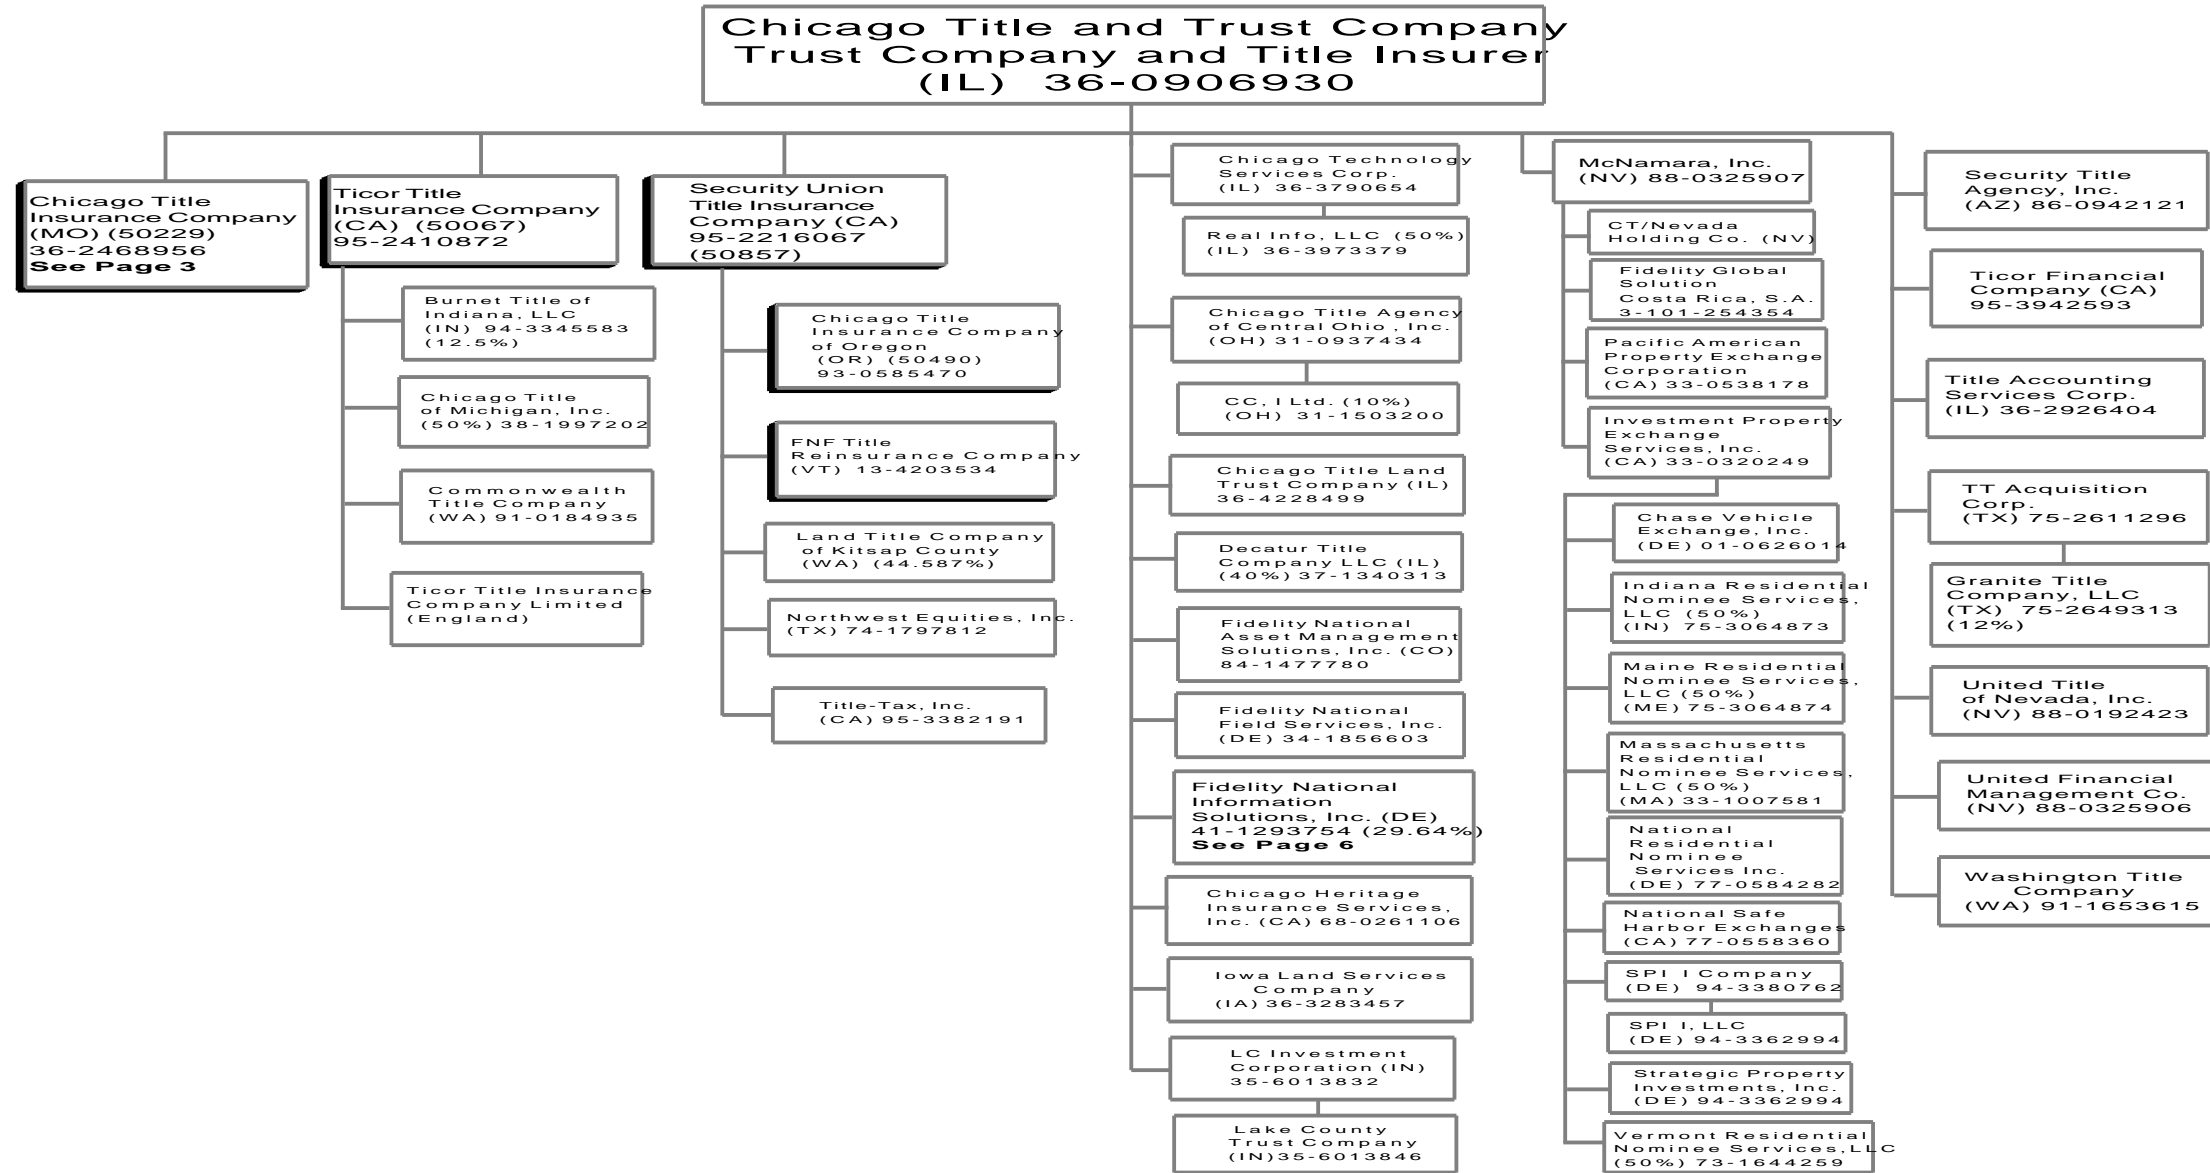 Chicago Title and Trust Company
Trust Company and Title Insurer
(IL) 36-0906930
Chicago Title
Insurance Company
(MO) (50229)
36-2468956
See Page 3
Ticor Title
Insurance Company
(CA) (50067)
95-2410872
Burnet Title of
Indiana, LLC
(IN) 94-3345583
(12.5%)
Chicago Title
of Michigan, Inc.
(50%) 38-1997202
Commonwealth
Title Company
(WA) 91-0184935
Ticor Title Insurance
Company Limited
(England)
Security Union
Title Insurance
Company (CA)
95-2216067
(50857)
Chicago Title
Insurance Company
of Oregon
(OR) (50490)
93-0585470
FNF Title
Reinsurance Company
(VT) 13-4203534
Land Title Company
of Kitsap County
(WA) (44.587%)
Northwest Equities, Inc.
(TX) 74-1797812
Title-Tax, Inc.
(CA) 95-3382191
Chicago Technology
Services Corp.
(IL) 36-3790654
Real Info, LLC (50%)
(IL) 36-3973379
Chicago Title Agency
of Central Ohio , Inc.
(OH) 31-0937434
CC, I Ltd. (10%)
(OH) 31-1503200
Chicago Title Land
Trust Company (IL)
36-4228499
Decatur Title
Company LLC (IL)
(40%) 37-1340313
Fidelity National
Asset Management
Solutions, Inc. (CO)
84-1477780
Fidelity National
Field Services, Inc.
(DE) 34-1856603
Fidelity National
Information
Solutions, Inc. (DE)
41-1293754 (29.64%)
See Page 6
Chicago Heritage
Insurance Services,
Inc. (CA) 68-0261106
Iowa Land Services
Company
(IA) 36-3283457
LC Investment
Corporation (IN)
35-6013832
Lake County
Trust Company
(IN)35-6013846
McNamara, Inc.
(NV) 88-0325907
CT/Nevada
Holding Co. (NV)
Fidelity Global
Solution
Costa Rica, S.A.
3-101-254354
Pacific American
Property Exchange
Corporation
(CA) 33-0538178
Investment Property
Exchange
Services, Inc.
(CA) 33-0320249
Chase Vehicle
Exchange, Inc.
(DE) 01-0626014
Indiana Residential
Nominee Services,
LLC (50%)
(IN) 75-3064873
Maine Residential
Nominee Services,
LLC (50%)
(ME) 75-3064874
Massachusetts
Residential
Nominee Services,
LLC (50%)
(MA) 33-1007581
National
Residential
Nominee
Services Inc.
(DE) 77-0584282
National Safe
Harbor Exchanges
(CA) 77-0558360
SPI I Company
(DE) 94-3380762
SPI I, LLC
(DE) 94-3362994
Strategic Property
Investments, Inc.
(DE) 94-3362994
Vermont Residential
Nominee Services,LLC
(50%) 73-1644259
Security Title
Agency, Inc.
(AZ) 86-0942121
Ticor Financial
Company (CA)
95-3942593
Title Accounting
Services Corp.
(IL) 36-2926404
TT Acquisition
Corp.
(TX) 75-2611296
Granite Title
Company, LLC
(TX) 75-2649313
(12%)
United Title
of Nevada, Inc.
(NV) 88-0192423
United Financial
Management Co.
(NV) 88-0325906
Washington Title
Company
(WA) 91-1653615